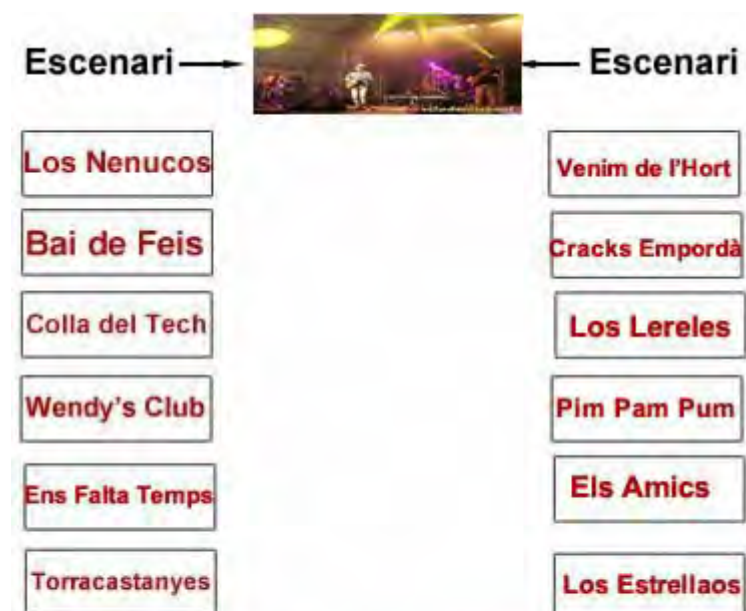 Escenari
Escenari
Los Nenucos
Venim de l'Hort
Bai de Feis
Cracks Empordà
Colla del Tech
Los Lereles
Wendy's Club
Pim Pam Pum
Ens Falta Temps
Els Amics
Torracastanyes
Los Estrellaos